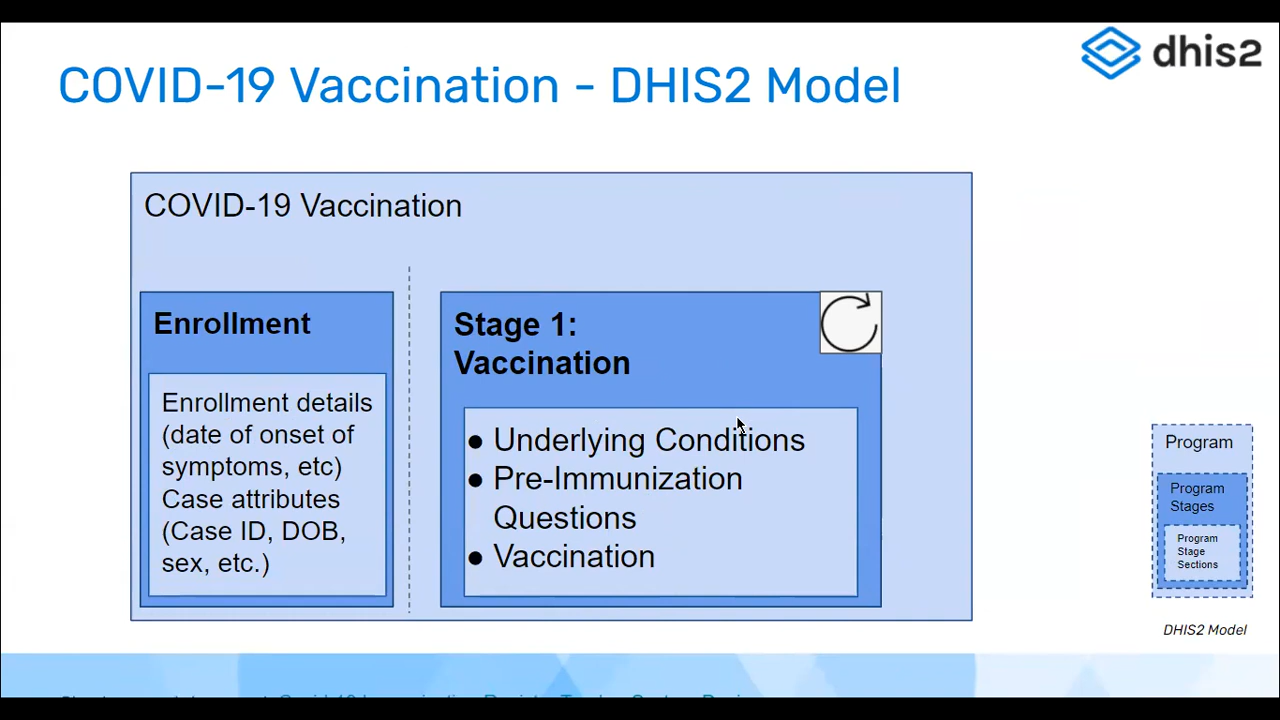 dhis2
COVID-19 Vaccination - DHIS2 Model
COVID-19 Vaccination
Enrollment
Enrollment details
(date of onset of
symptoms, etc)
Case attributes
(Case ID, DOB,
sex, etc.)
Stage 1:
Vaccination
● Underlying Conditions
● Pre-Immunization
Questions
● Vaccination
Program
Program
Stages
Program
Stage
Sections
DHIS2 Model